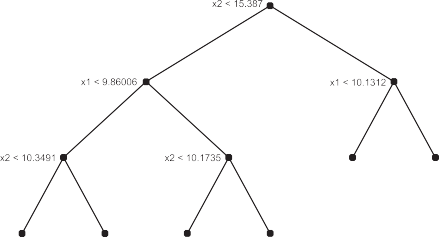 x2 < 15.387
x1 < 9.86006
x1 < 10.1312
x2 < 10.3491
x2 < 10.1735